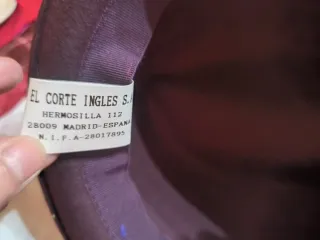 EL CORTE INGLES S.A
HERMOSILLA 112
28009 MADRID-ESPAÑA
N.I.F.A-28017895